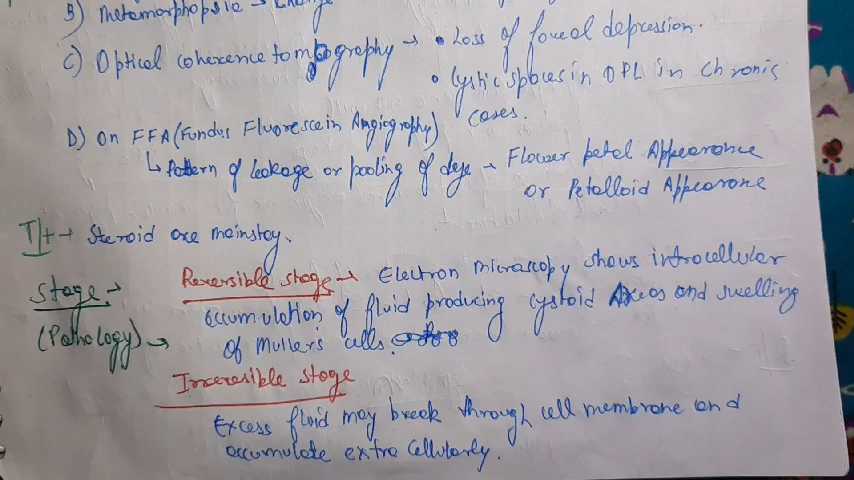 B) Metamorphopsia → Change
C) Optical coherence tomography → • Loss of foveal depression.
• Cystic spaces in OPL in Chronic
cases.
D) On FFA (Fundus Fluorescein Angiography)
↳ Pattern of leakage or pooling of dye → Flower petal Appearance
or Petalloid Appearone
T/t → Steroid are mainstay.
Stage → Reversible stage → Electron microscopy shows intracellular
(Pathology) → accumulation of fluid producing cystoid Areas and swelling
of Muller's cells.
Irreversible stage
Excess fluid may break through cell membrane and
accumulate extra cellularly.